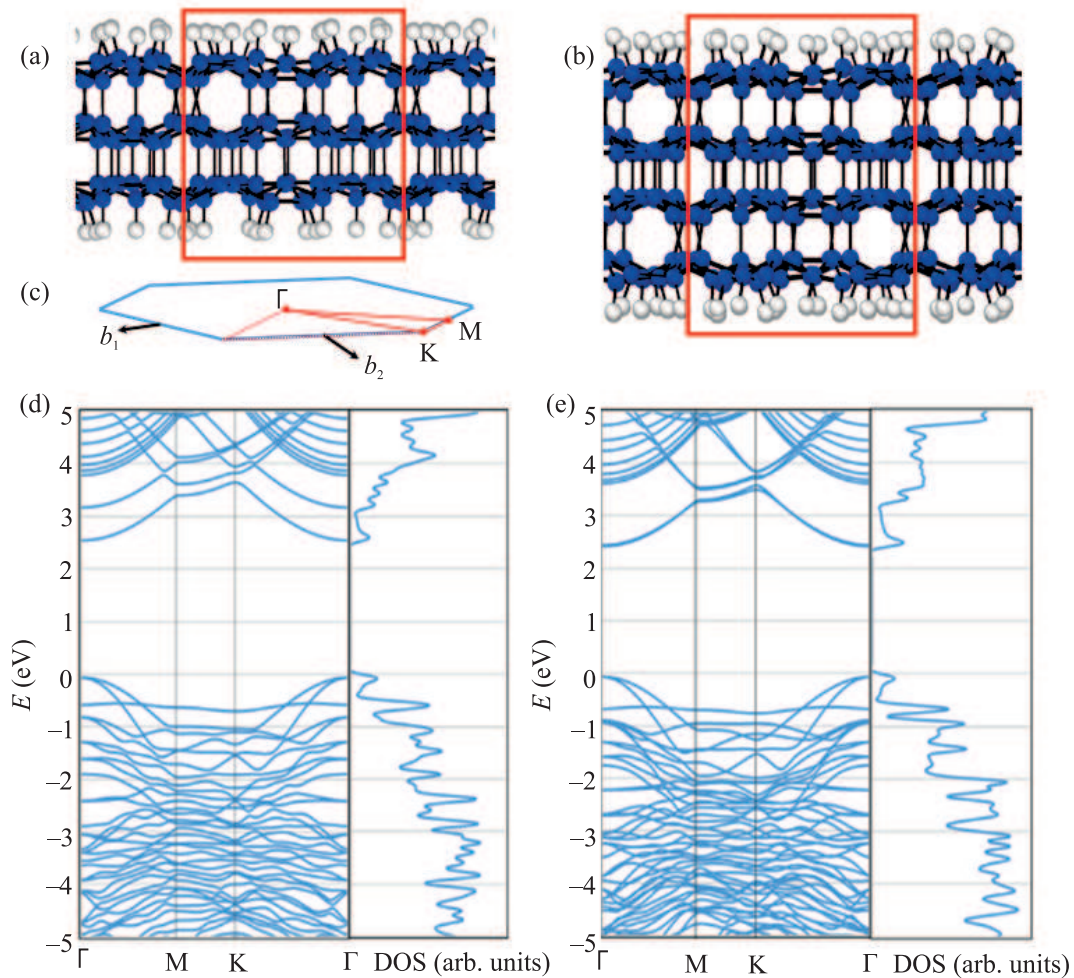 (a)
(b)
(c)
Γ
M
K
b1
b2
(d)
5
4
3
2
1
0
–1
–2
–3
–4
–5
E (eV)
Γ M K Γ DOS (arb. units)
(e)
5
4
3
2
1
0
–1
–2
–3
–4
–5
E (eV)
Γ M K Γ DOS (arb. units)